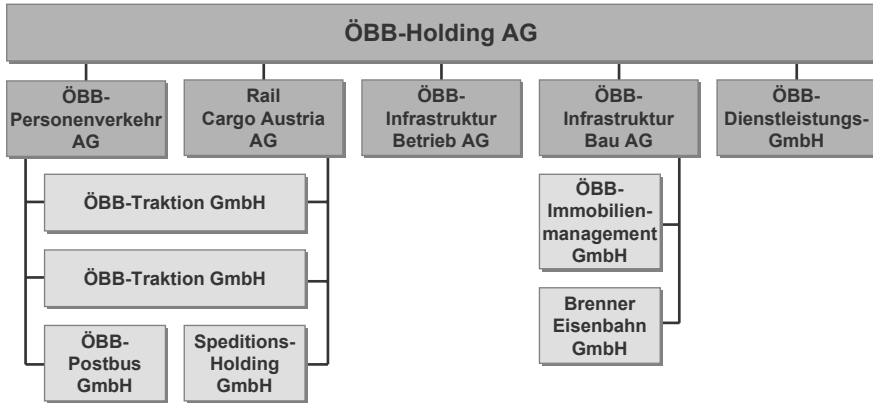 ÖBB-Holding AG
ÖBB-
Personenverkehr
AG
Rail
Cargo Austria
AG
ÖBB-
Infrastruktur
Betrieb AG
ÖBB-
Infrastruktur
Bau AG
ÖBB-
Dienstleistungs-
GmbH
ÖBB-Traktion GmbH
ÖBB-Traktion GmbH
ÖBB-
Postbus
GmbH
Speditions-
Holding
GmbH
ÖBB-
Immobilien-
management
GmbH
Brenner
Eisenbahn
GmbH